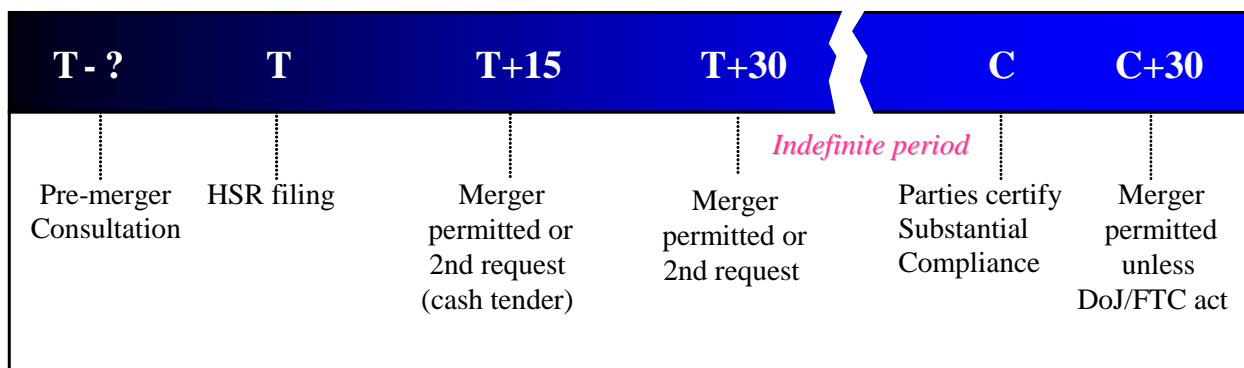 T - ?
T
T+15
T+30
C
C+30
Indefinite period
Pre-merger
Consultation
HSR filing
Merger
permitted or
2nd request
(cash tender)
Merger
permitted or
2nd request
Parties certify
Substantial
Compliance
Merger
permitted
unless
DoJ/FTC act